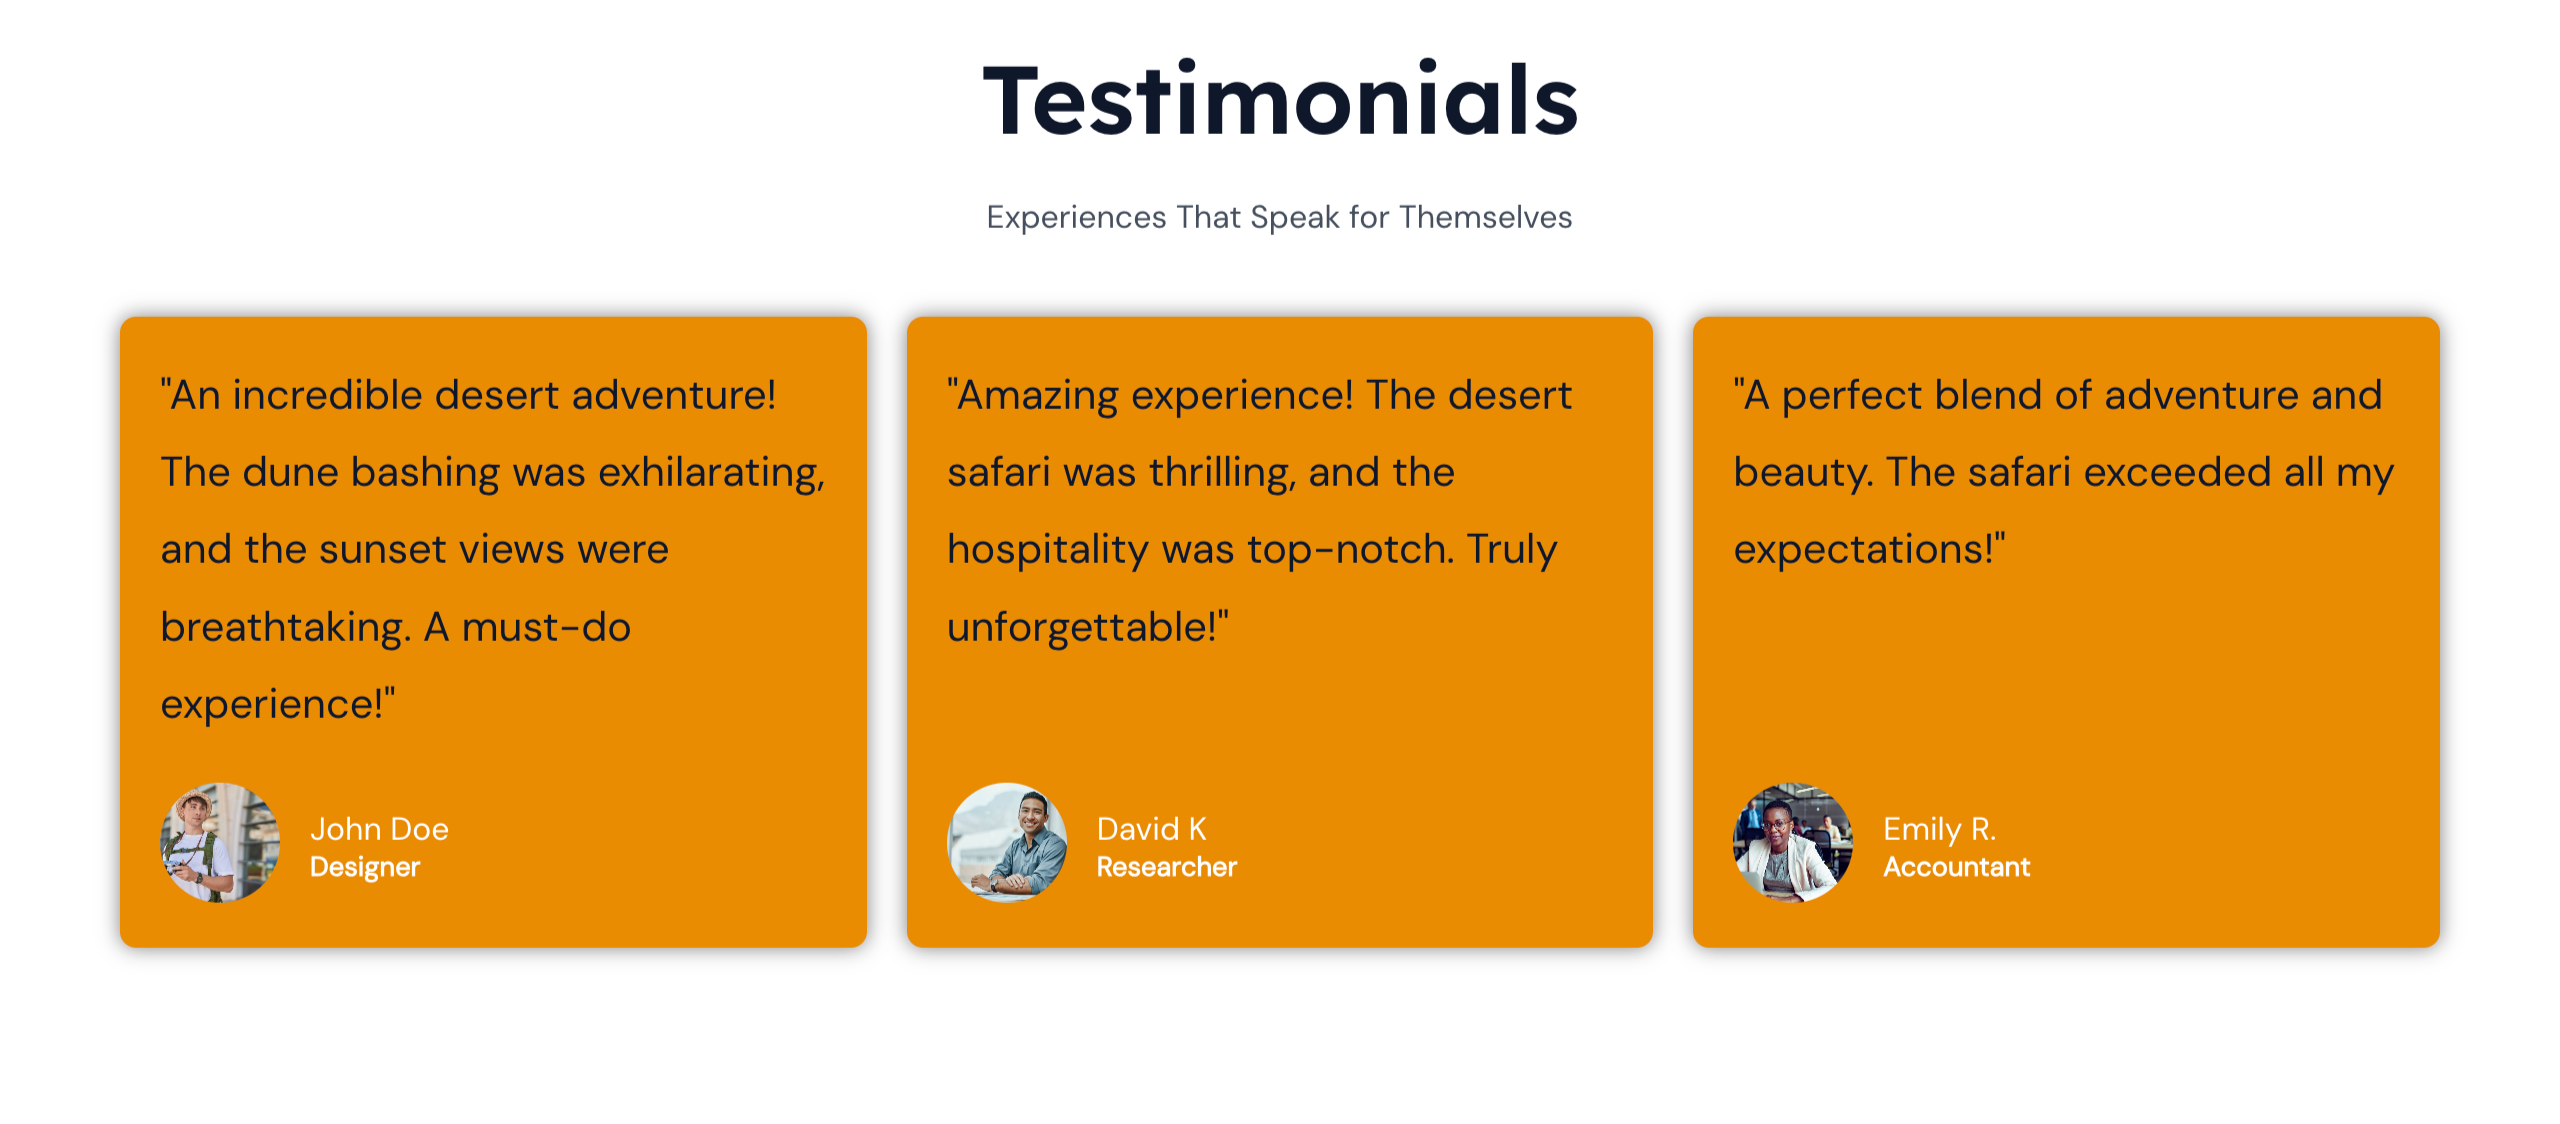 Testimonials
Experiences That Speak for Themselves
"An incredible desert adventure!
The dune bashing was exhilarating,
and the sunset views were
breathtaking. A must-do
experience!"
John Doe
Designer
"Amazing experience! The desert
safari was thrilling, and the
hospitality was top-notch. Truly
unforgettable!"
David K
Researcher
"A perfect blend of adventure and
beauty. The safari exceeded all my
expectations!"
Emily R.
Accountant